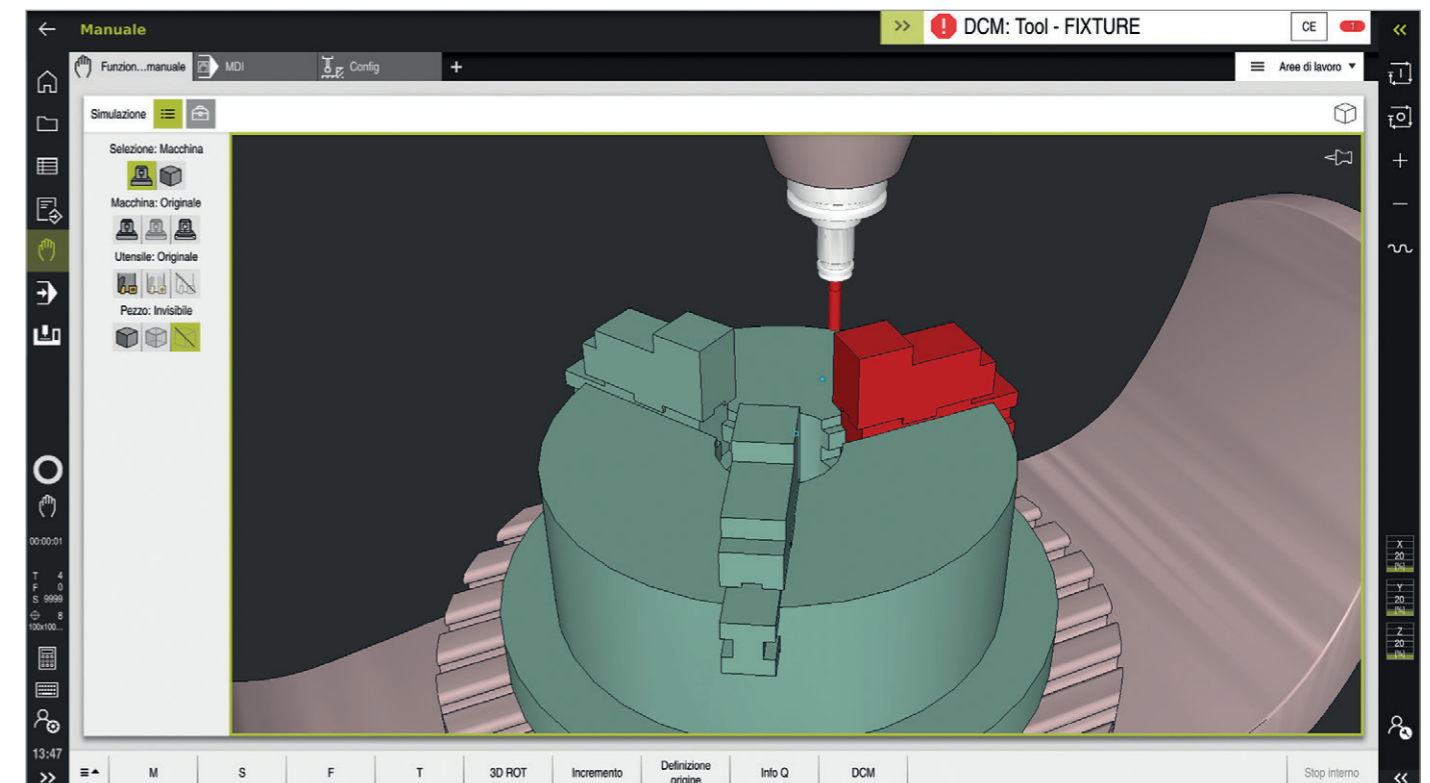 Manuale
DCM: Tool - FIXTURE
CE
1
Funzion...manuale
MDI
Config
Aree di lavoro
Simulazione
Selezione: Macchina
Macchina: Originale
Utensile: Originale
Pezzo: Invisibile
00:00:01
T 4
F 0
S 9999
8
100x100...
13:47
X
20
[%]
Y
20
[%]
Z
20
[%]
M
S
F
T
3D ROT
Incremento
Definizione
origine
Info Q
DCM
Stop interno